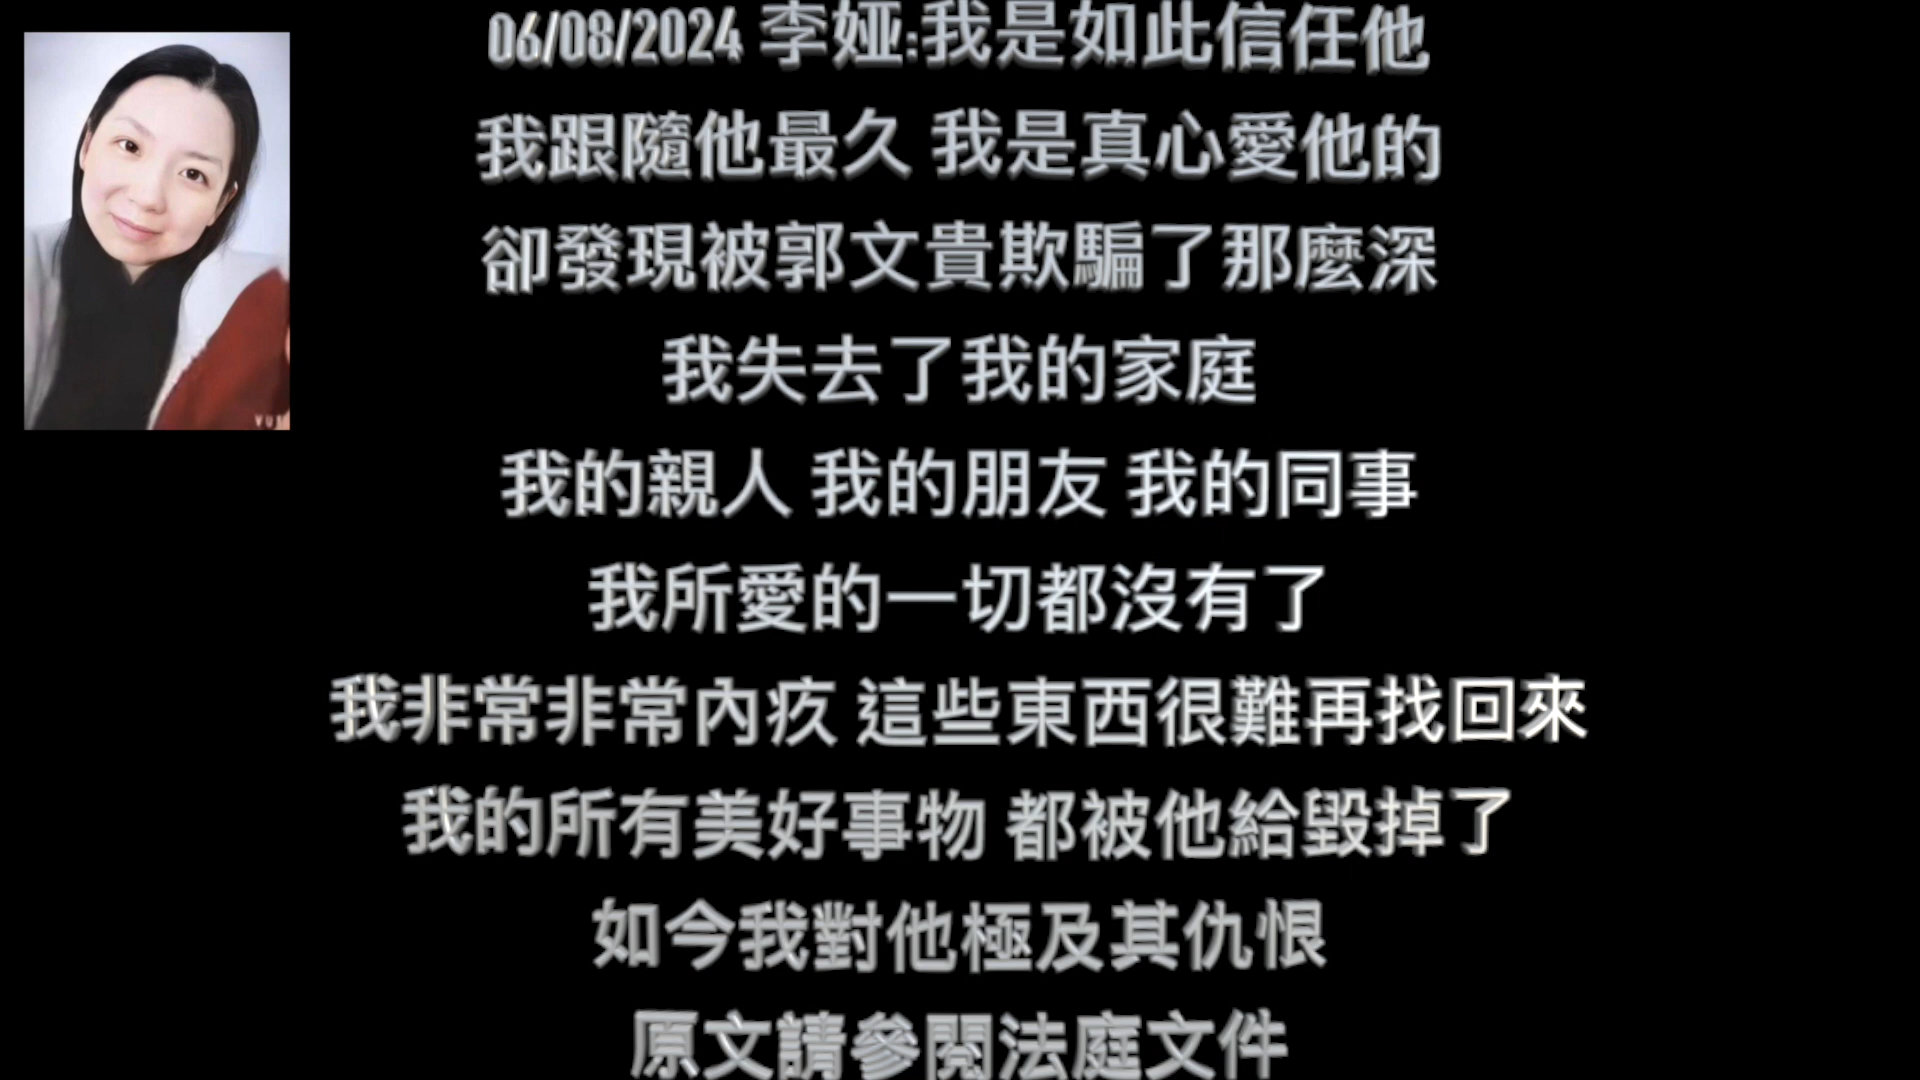 06/08/2024 李娅:我是如此信任他
我跟隨他最久 我是真心愛他的
卻發現被郭文貴欺騙了那麼深
我失去了我的家庭
我的親人 我的朋友 我的同事
我所愛的一切都沒有了
我非常非常內疚 這些東西很難再找回來
我的所有美好事物 都被他給毀掉了
如今我對他極及其仇恨
原文請參閱法庭文件